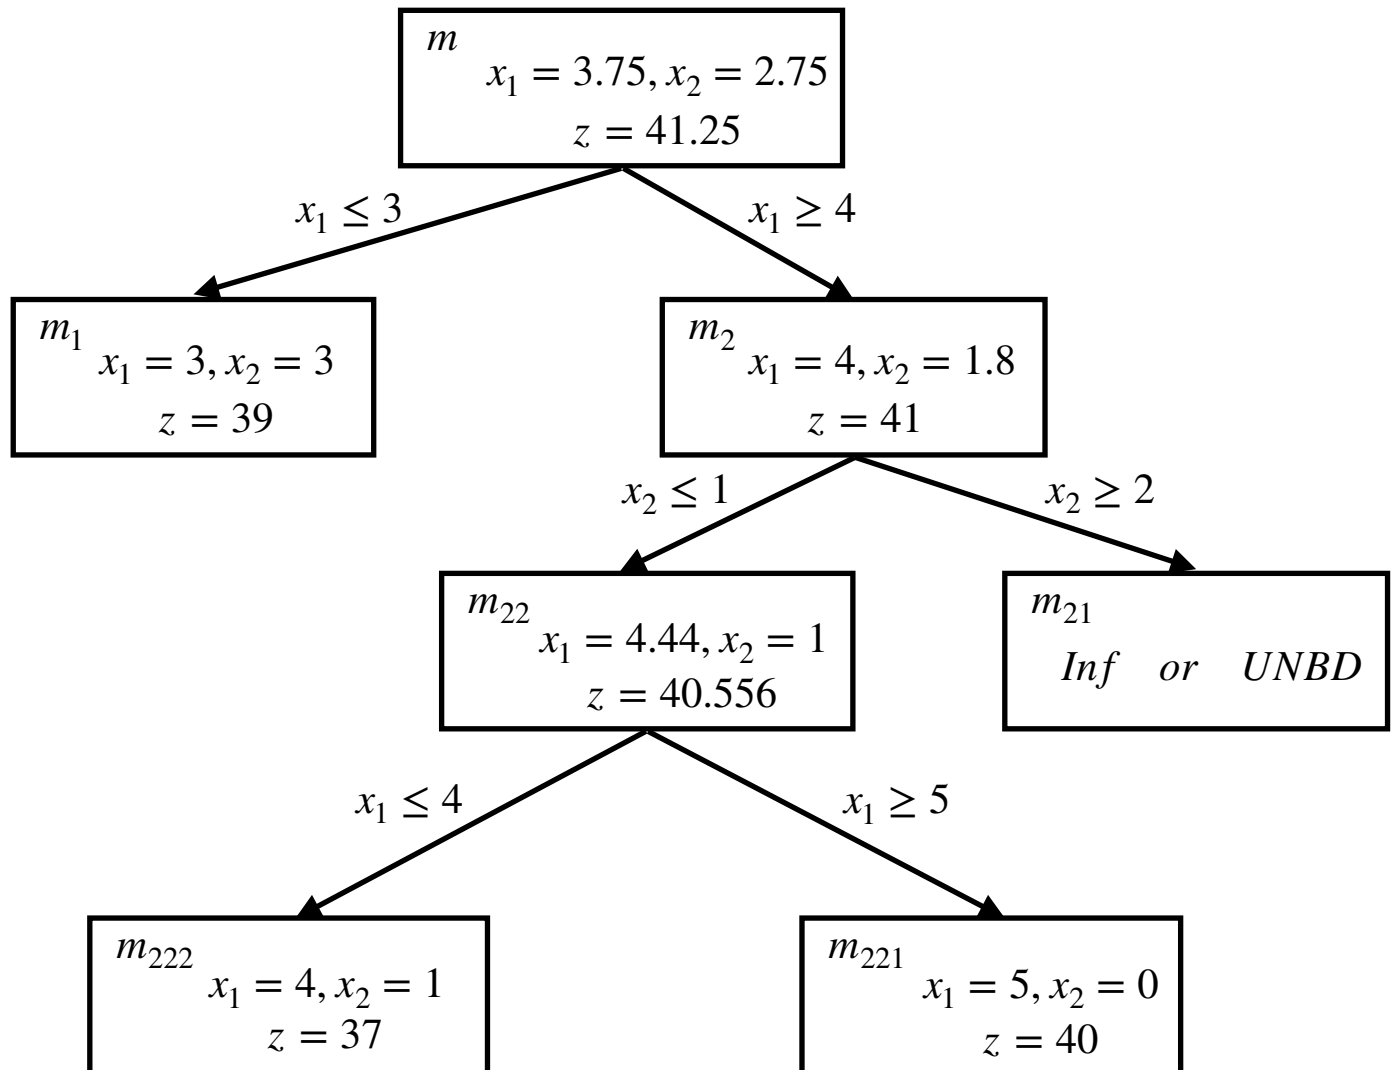 m
x₁ = 3.75, x₂ = 2.75
z = 41.25
x₁ ≤ 3
x₁ ≥ 4
m₁
x₁ = 3, x₂ = 3
z = 39
m₂
x₁ = 4, x₂ = 1.8
z = 41
x₂ ≤ 1
x₂ ≥ 2
m₂₂
x₁ = 4.44, x₂ = 1
z = 40.556
m₂₁
Inf or UNBD
x₁ ≤ 4
x₁ ≥ 5
m₂₂₂
x₁ = 4, x₂ = 1
z = 37
m₂₂₁
x₁ = 5, x₂ = 0
z = 40